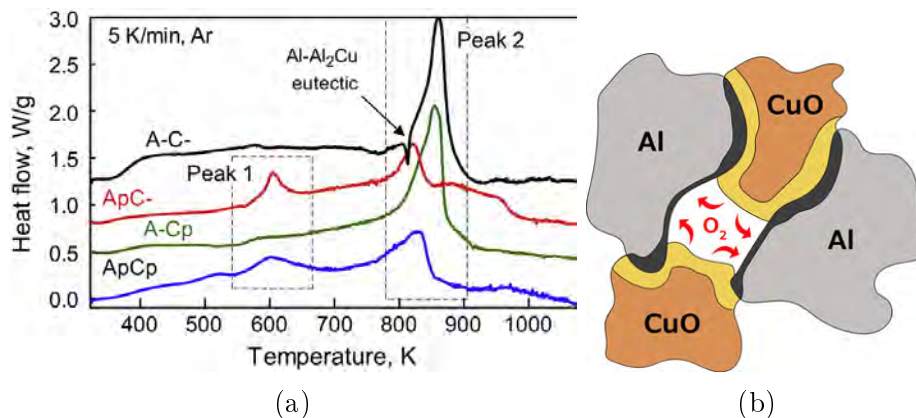 3.0
2.5
2.0
1.5
1.0
0.5
0.0
Heat flow, W/g
5 K/min, Ar
Peak 2
Al-Al₂Cu
eutectic
A-C-
Peak 1
ApC-
A-Cp
ApCp
400 500 600 700 800 900 1000
Temperature, K
(a)
Al
CuO
O₂
Al
CuO
(b)